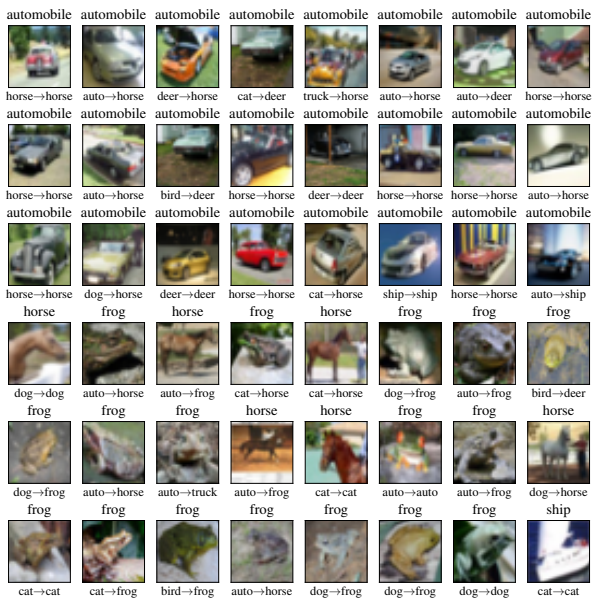 automobile automobile automobile automobile automobile automobile automobile automobile
horse→horse auto→horse deer→horse cat→deer truck→horse auto→horse auto→deer horse→horse
automobile automobile automobile automobile automobile automobile automobile automobile
horse→horse auto→horse bird→deer horse→horse deer→deer horse→horse horse→horse auto→horse
automobile automobile automobile automobile automobile automobile automobile automobile
horse→horse dog→horse deer→deer horse→horse cat→horse ship→ship horse→horse auto→ship
horse frog horse frog horse frog frog frog
dog→dog auto→horse auto→frog cat→horse cat→horse dog→frog auto→frog bird→deer
frog frog frog horse horse frog frog horse
dog→frog auto→horse auto→truck auto→frog cat→cat auto→auto auto→frog dog→horse
frog frog frog frog frog frog frog ship
cat→cat cat→frog bird→frog auto→horse dog→frog dog→frog dog→dog cat→cat